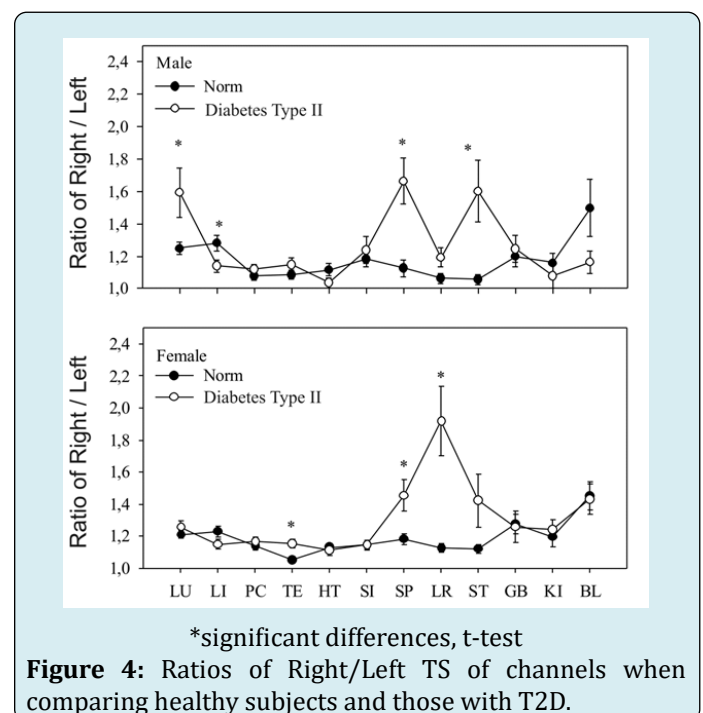 Ratio of Right / Left
2,4
2,2
2,0
1,8
1,6
1,4
1,2
1,0
Male
Norm
Diabetes Type II
* * * *
Ratio of Right / Left
2,4
2,2
2,0
1,8
1,6
1,4
1,2
1,0
Female
Norm
Diabetes Type II
* * *
LU LI PC TE HT SI SP LR ST GB KI BL
*significant differences, t-test
Figure 4: Ratios of Right/Left TS of channels when
comparing healthy subjects and those with T2D.